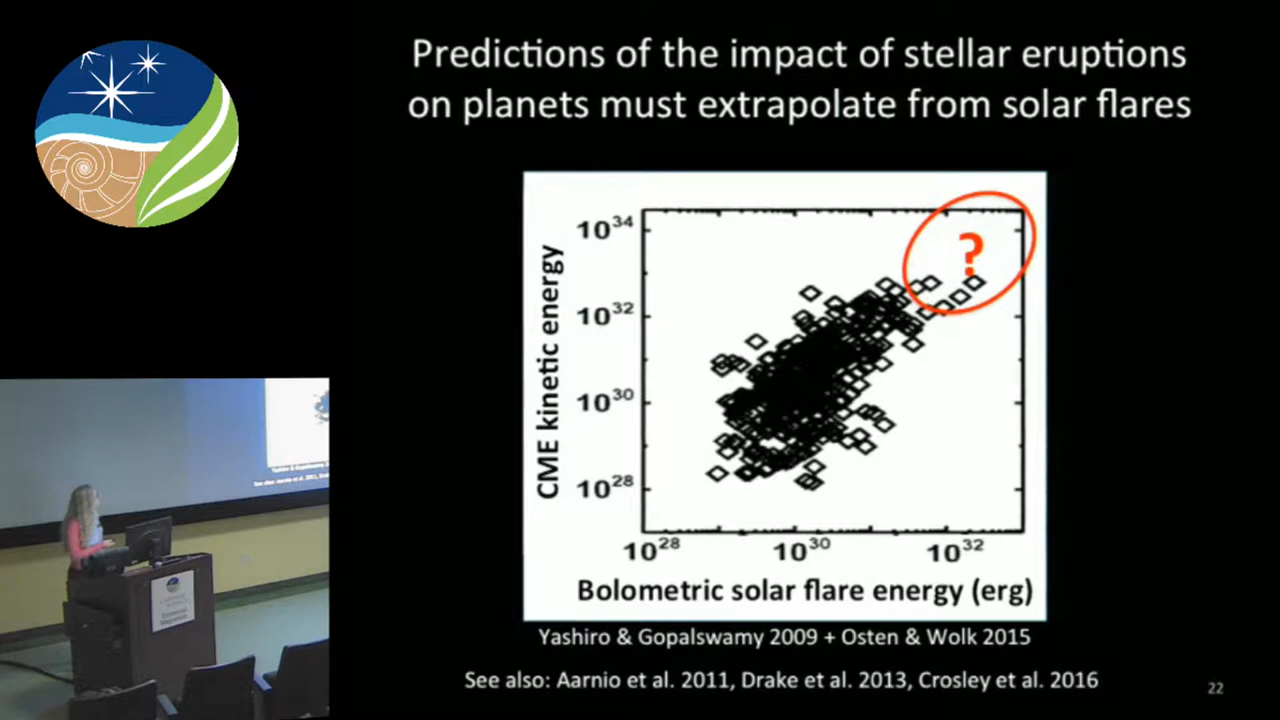 Predictions of the impact of stellar eruptions
on planets must extrapolate from solar flares
CME kinetic energy
10^34
10^32
10^30
10^28
?
10^28
10^30
10^32
Bolometric solar flare energy (erg)
Yashiro & Gopalswamy 2009 + Osten & Wolk 2015
See also: Aarnio et al. 2011, Drake et al. 2013, Crosley et al. 2016
22